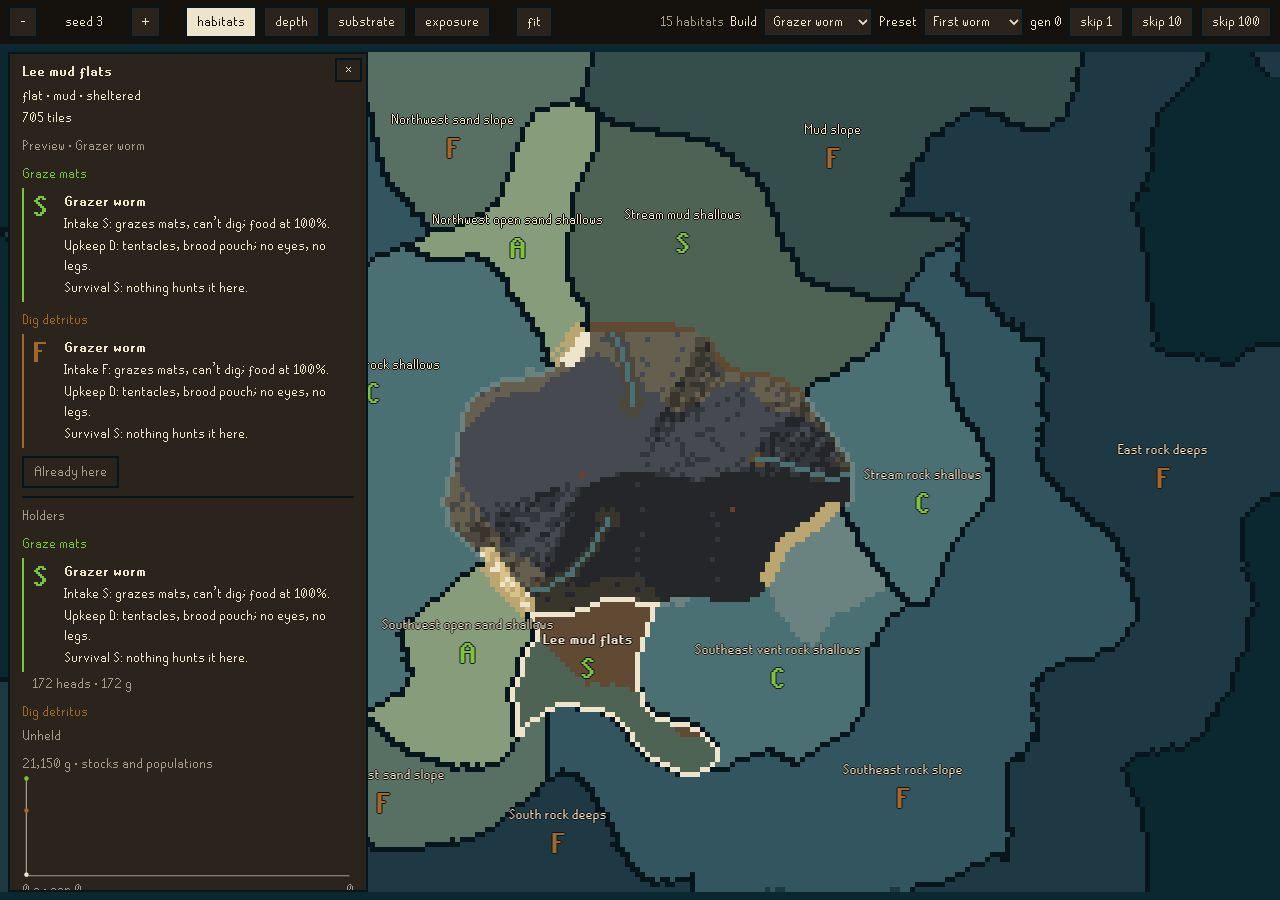 - seed 3 + habitats depth substrate exposure fit 15 habitats Build Grazer worm Preset First worm gen 0 skip 1 skip 10 skip 100
Lee mud flats ×
flat · mud · sheltered
705 tiles
Preview · Grazer worm
Graze mats
S Grazer worm
Intake S: grazes mats, can't dig; food at 100%.
Upkeep D: tentacles, brood pouch; no eyes, no
legs.
Survival S: nothing hunts it here.
Dig detritus
F Grazer worm
Intake F: grazes mats, can't dig; food at 100%.
Upkeep D: tentacles, brood pouch; no eyes, no
legs.
Survival S: nothing hunts it here.
Already here
Holders
Graze mats
S Grazer worm
Intake S: grazes mats, can't dig; food at 100%.
Upkeep D: tentacles, brood pouch; no eyes, no
legs.
Survival S: nothing hunts it here.
172 heads · 172 g
Dig detritus
Unheld
21,150 g · stocks and populations
0 g · gen 0 0
Northwest sand slope
F
Mud slope
F
Northwest open sand shallows
A
Stream mud shallows
S
rock shallows
C
East rock deeps
F
Stream rock shallows
C
Southwest open sand shallows
A
Lee mud flats
S
Southeast vent rock shallows
C
st sand slope
F
Southeast rock slope
F
South rock deeps
F